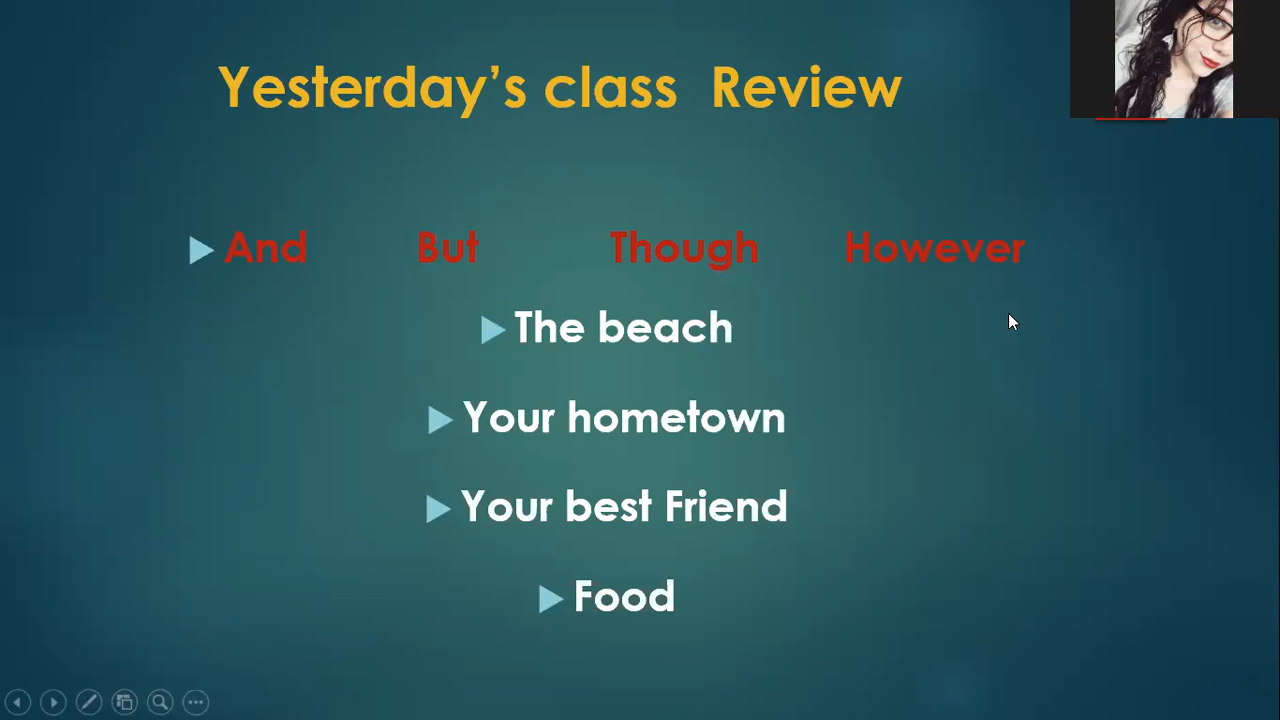 Yesterday’s class Review
And But Though However
The beach
Your hometown
Your best Friend
Food